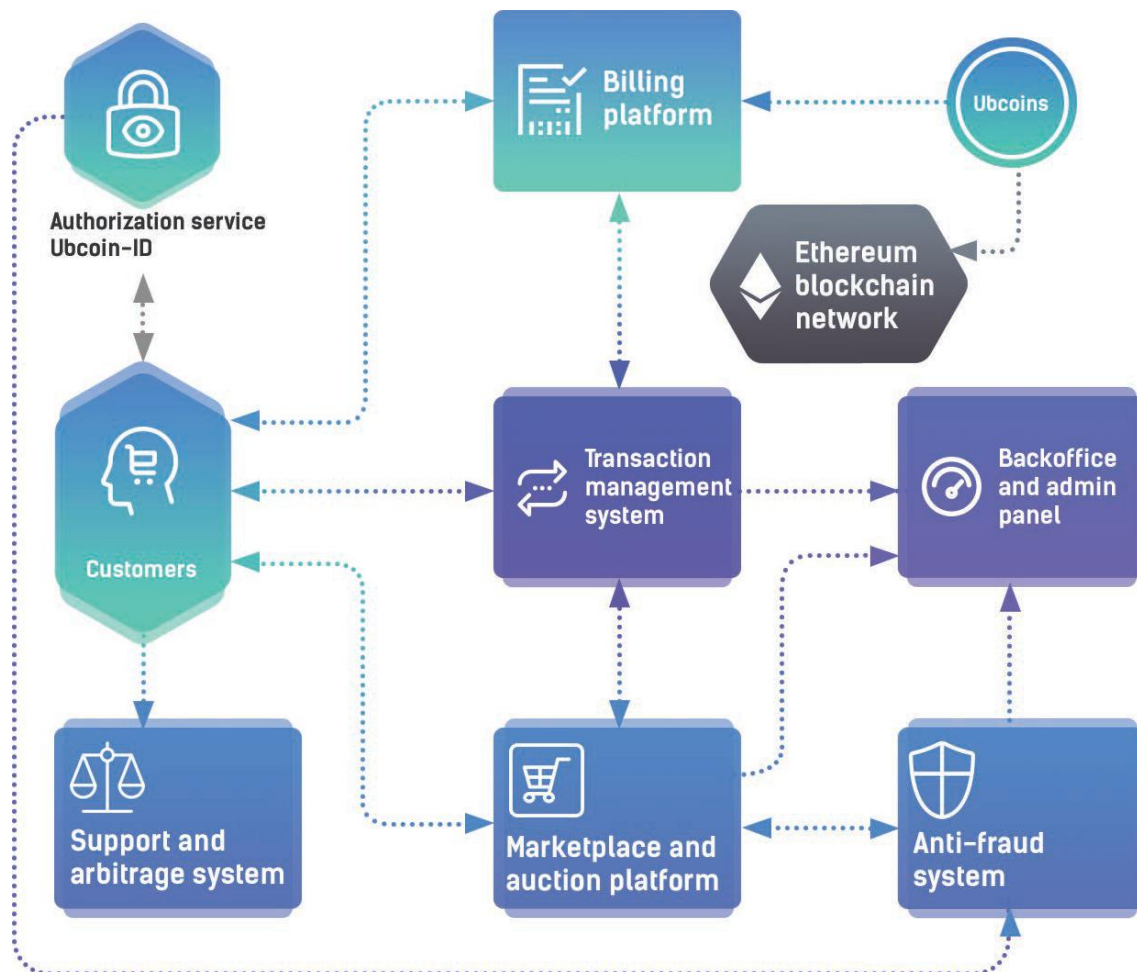 Billing
platform
Ubcoins
Authorization service
Ubcoin-ID
Ethereum
blockchain
network
Customers
Transaction
management
system
Backoffice
and admin
panel
Support and
arbitrage system
Marketplace and
auction platform
Anti-fraud
system